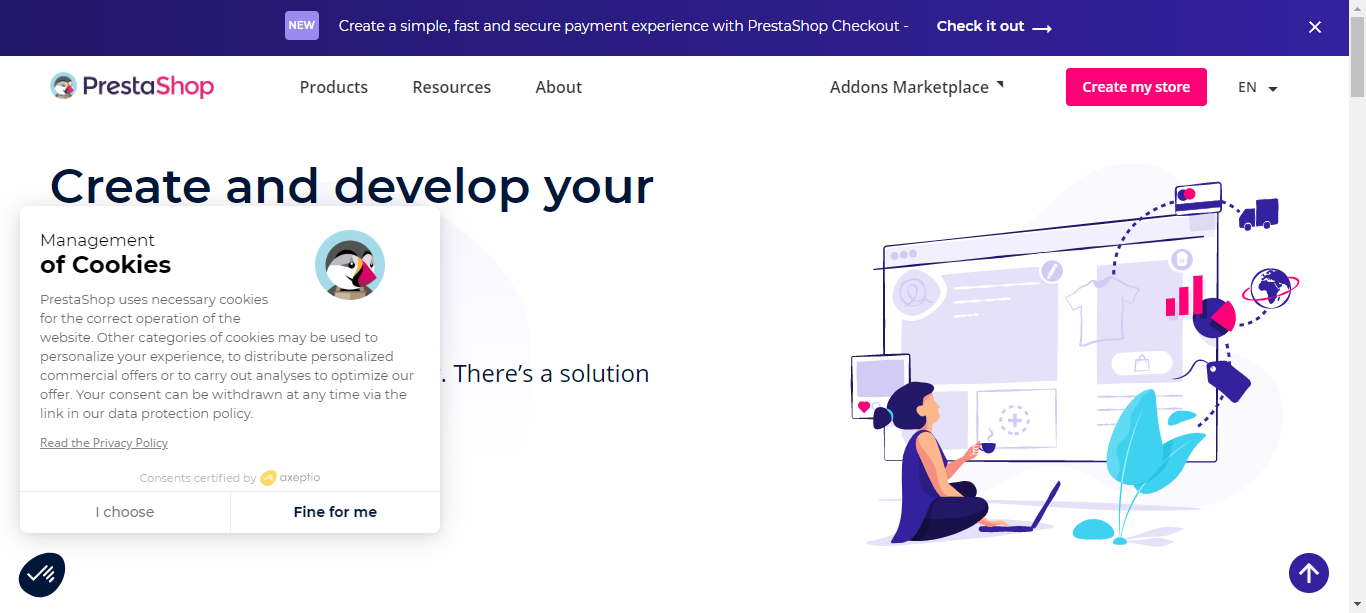 NEW Create a simple, fast and secure payment experience with PrestaShop Checkout - Check it out
PrestaShop Products Resources About Addons Marketplace Create my store EN
Create and develop your
Management
of Cookies
PrestaShop uses necessary cookies
for the correct operation of the
website. Other categories of cookies may be used to
personalize your experience, to distribute personalized
commercial offers or to carry out analyses to optimize our
offer. Your consent can be withdrawn at any time via the
link in our data protection policy.
Read the Privacy Policy
Consents certified by axeptio
I choose Fine for me
. There’s a solution